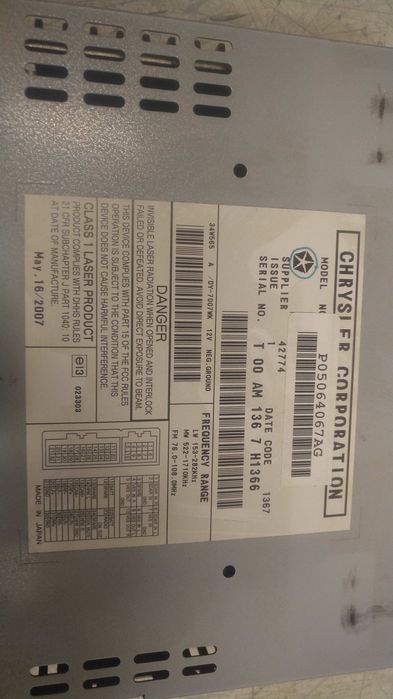 CHRYSLER CORPORATION
MODEL NO
P05064067AG
SUPPLIER 42774 DATE CODE 1367
ISSUE 1
SERIAL NO. T 00 AM 136 7 H1366
12V NEG.GROUND
FREQUENCY RANGE
LW 153-282kHz
MW 522-1710KHz
FM 76.0-108.0MHz
DANGER
INVISIBLE LASER RADIATION WHEN OPENED AND INTERLOCK
FAILED OR DEFEATED. AVOID DIRECT EXPOSURE TO BEAM.
THIS DEVICE COMPLIES WITH PART 15 OF THE FCC RULES
OPERATION IS SUBJECT TO THE CONDITION THAT THIS
DEVICE DOES NOT CAUSE HARMFUL INTERFERENCE.
CLASS 1 LASER PRODUCT
PRODUCT COMPLIES WITH DHHS RULES
21 CFR SUBCHAPTER J PART 1040; 10
AT DATE OF MANUFACTURE.
May.16/2007
e13 023303
MADE IN JAPAN